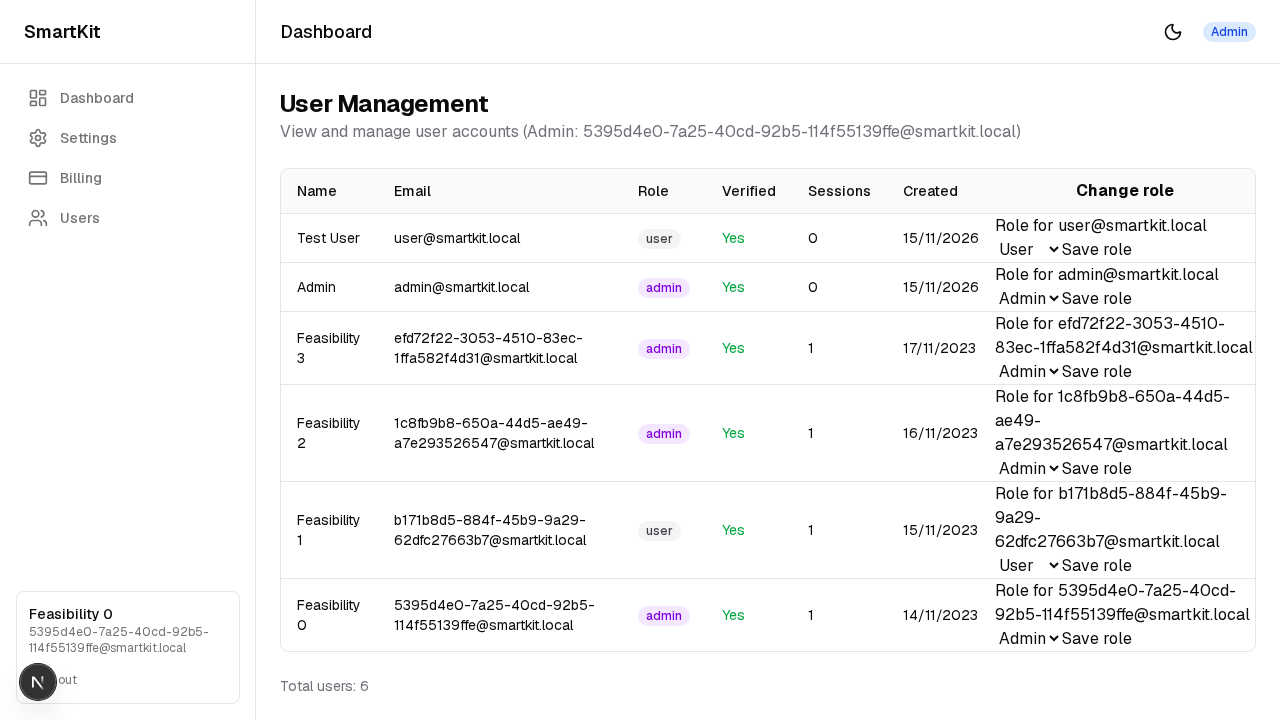 SmartKit
Dashboard
Admin
Dashboard
Settings
Billing
Users
User Management
View and manage user accounts (Admin: 5395d4e0-7a25-40cd-92b5-114f55139ffe@smartkit.local)
Name Email Role Verified Sessions Created Change role
Test User user@smartkit.local user Yes 0 15/11/2026 Role for user@smartkit.local
User Save role
Admin admin@smartkit.local admin Yes 0 15/11/2026 Role for admin@smartkit.local
Admin Save role
Feasibility
3
efd72f22-3053-4510-83ec-
1ffa582f4d31@smartkit.local
admin Yes 1 17/11/2023
Role for efd72f22-3053-4510-
83ec-1ffa582f4d31@smartkit.local
Admin Save role
Feasibility
2
1c8fb9b8-650a-44d5-ae49-
a7e293526547@smartkit.local
admin Yes 1 16/11/2023
Role for 1c8fb9b8-650a-44d5-
ae49-
a7e293526547@smartkit.local
Admin Save role
Feasibility
1
b171b8d5-884f-45b9-9a29-
62dfc27663b7@smartkit.local
user Yes 1 15/11/2023
Role for b171b8d5-884f-45b9-
9a29-
62dfc27663b7@smartkit.local
User Save role
Feasibility
0
5395d4e0-7a25-40cd-92b5-
114f55139ffe@smartkit.local
admin Yes 1 14/11/2023
Role for 5395d4e0-7a25-40cd-
92b5-114f55139ffe@smartkit.local
Admin Save role
Total users: 6
Feasibility 0
5395d4e0-7a25-40cd-92b5-
114f55139ffe@smartkit.local
N
out